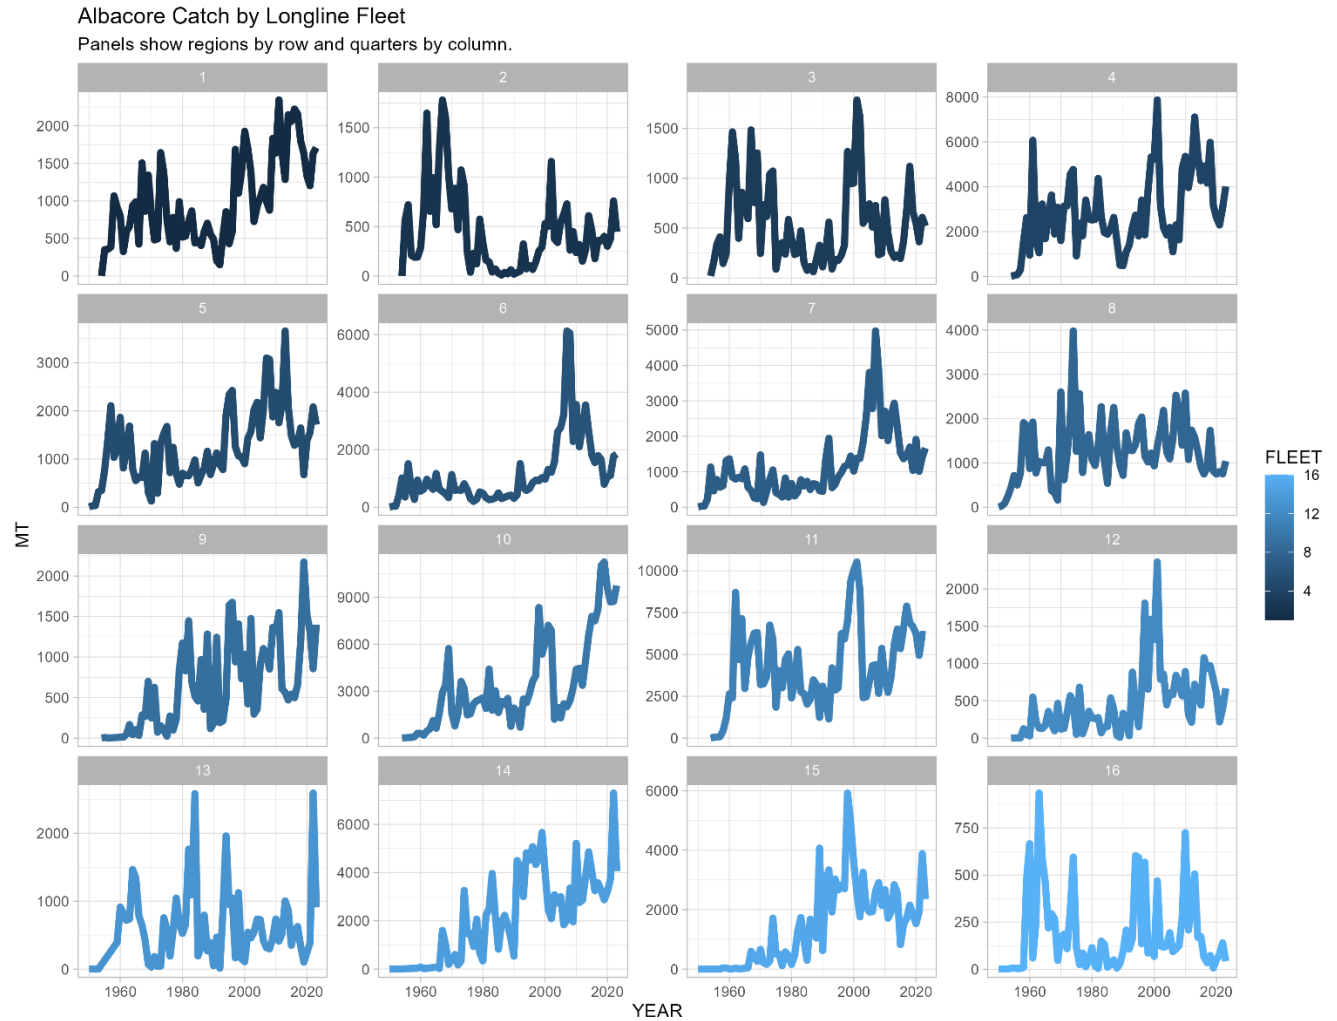 Albacore Catch by Longline Fleet
Panels show regions by row and quarters by column.
1 2 3 4
2000 1500 1000 500 0
1500 1000 500 0
1500 1000 500 0
8000 6000 4000 2000 0
5 6 7 8
3000 2000 1000 0
6000 4000 2000 0
5000 4000 3000 2000 1000 0
4000 3000 2000 1000 0
9 10 11 12
2000 1500 1000 500 0
9000 6000 3000 0
10000 7500 5000 2500 0
2000 1500 1000 500 0
13 14 15 16
2000 1000 0
6000 4000 2000 0
6000 4000 2000 0
750 500 250 0
1960 1980 2000 2020
1960 1980 2000 2020
1960 1980 2000 2020
1960 1980 2000 2020
YEAR
MT
FLEET
16
12
8
4